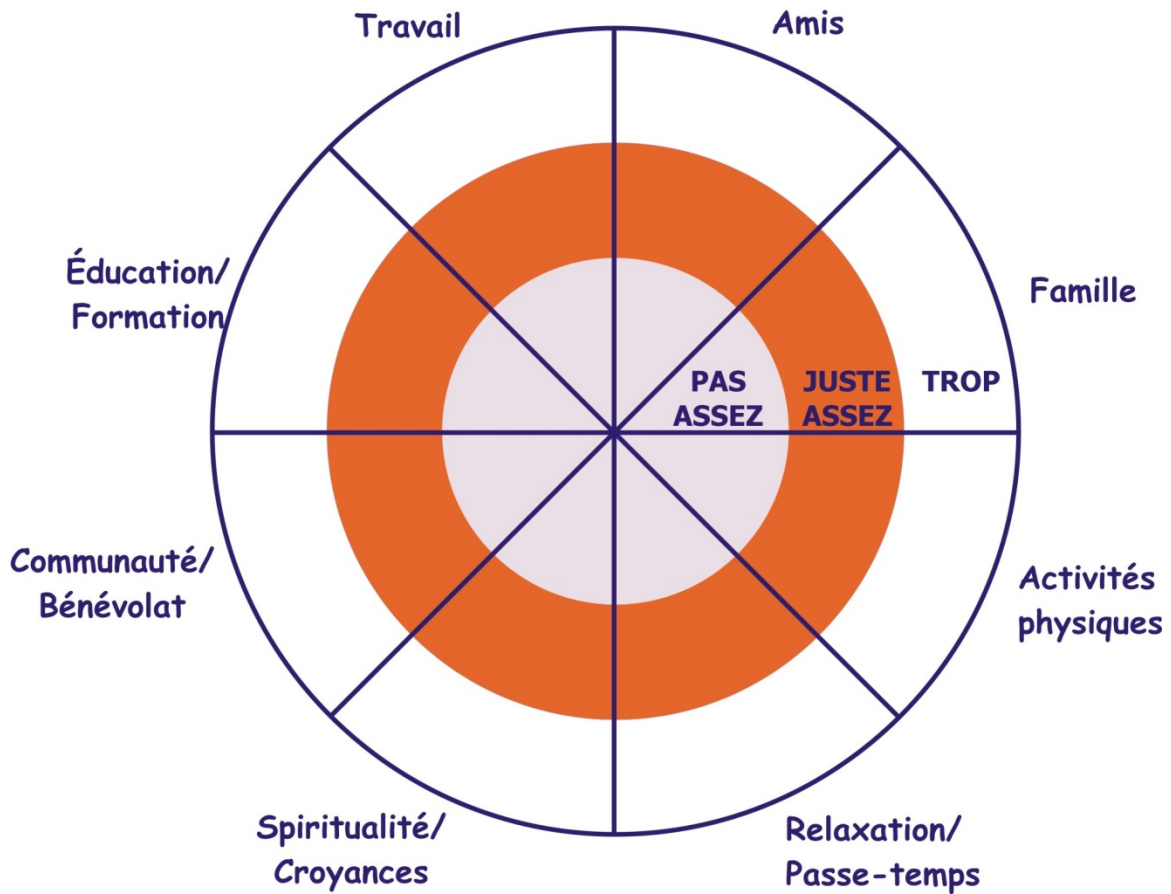 Travail
Amis
Éducation/
Formation
Famille
PAS
ASSEZ
JUSTE
ASSEZ
TROP
Communauté/
Bénévolat
Activités
physiques
Spiritualité/
Croyances
Relaxation/
Passe-temps